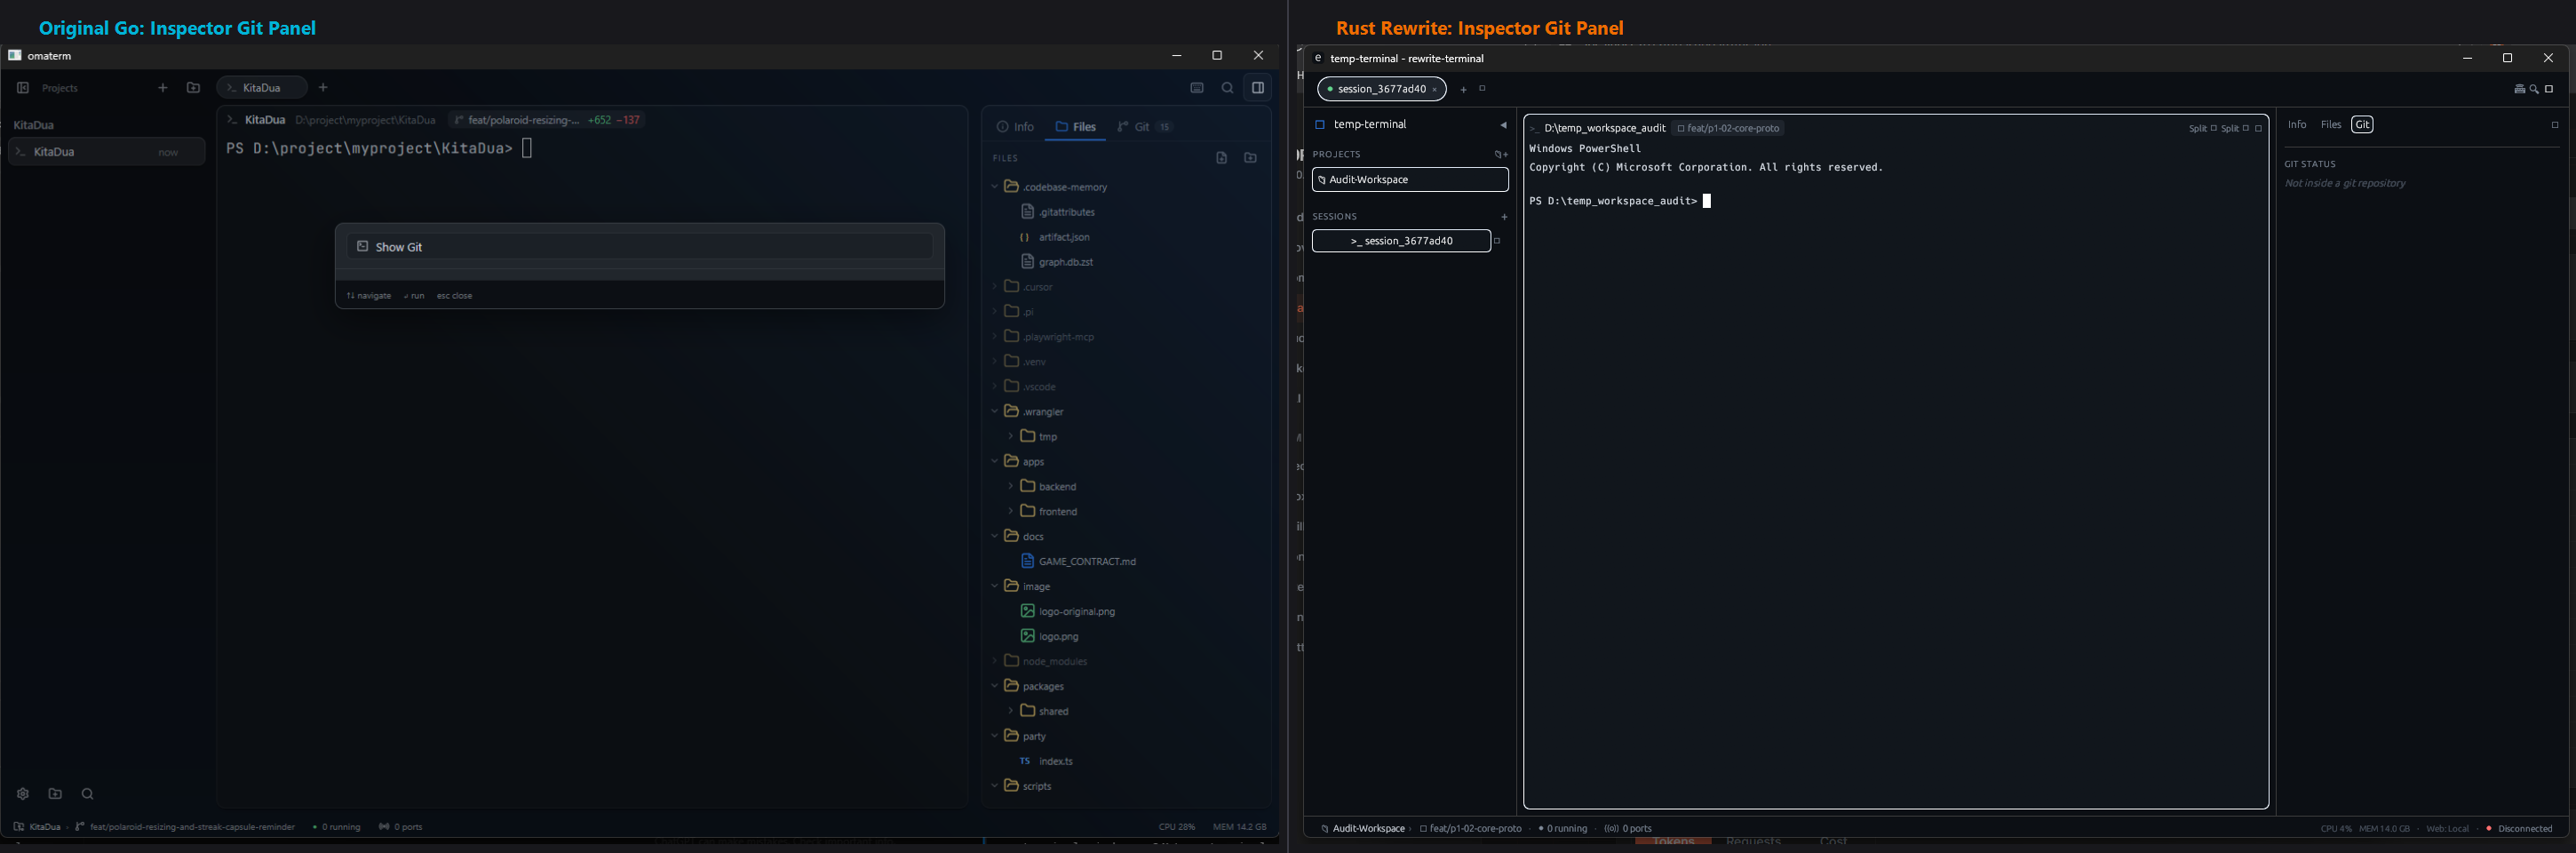 Original Go: Inspector Git Panel
omaterm
Projects
KitaDua
KitaDua
KitaDua
now
KitaDua D:\project\myproject\KitaDua feat/polaroid-resizing-... +652 −137
PS D:\project\myproject\KitaDua>
Show Git
↑↓ navigate ↲ run esc close
Info Files Git 15
FILES
.codebase-memory
.gitattributes
artifact.json
graph.db.zst
.cursor
.pi
.playwright-mcp
.venv
.vscode
.wrangler
tmp
apps
backend
frontend
docs
GAME_CONTRACT.md
image
logo-original.png
logo.png
node_modules
packages
shared
party
TS index.ts
scripts
KitaDua feat/polaroid-resizing-and-streak-capsule-reminder 0 running 0 ports
CPU 28% MEM 14.2 GB
Rust Rewrite: Inspector Git Panel
e temp-terminal - rewrite-terminal
session_3677ad40 × +
temp-terminal
PROJECTS
Audit-Workspace
SESSIONS +
>_ session_3677ad40
>_ D:\temp_workspace_audit feat/p1-02-core-proto
Split Split
Windows PowerShell
Copyright (C) Microsoft Corporation. All rights reserved.
PS D:\temp_workspace_audit>
Info Files Git
GIT STATUS
Not inside a git repository
Audit-Workspace › feat/p1-02-core-proto · 0 running · ((o)) 0 ports
CPU 4% MEM 14.0 GB · Web: Local · Disconnected
Tokens Requests Cost